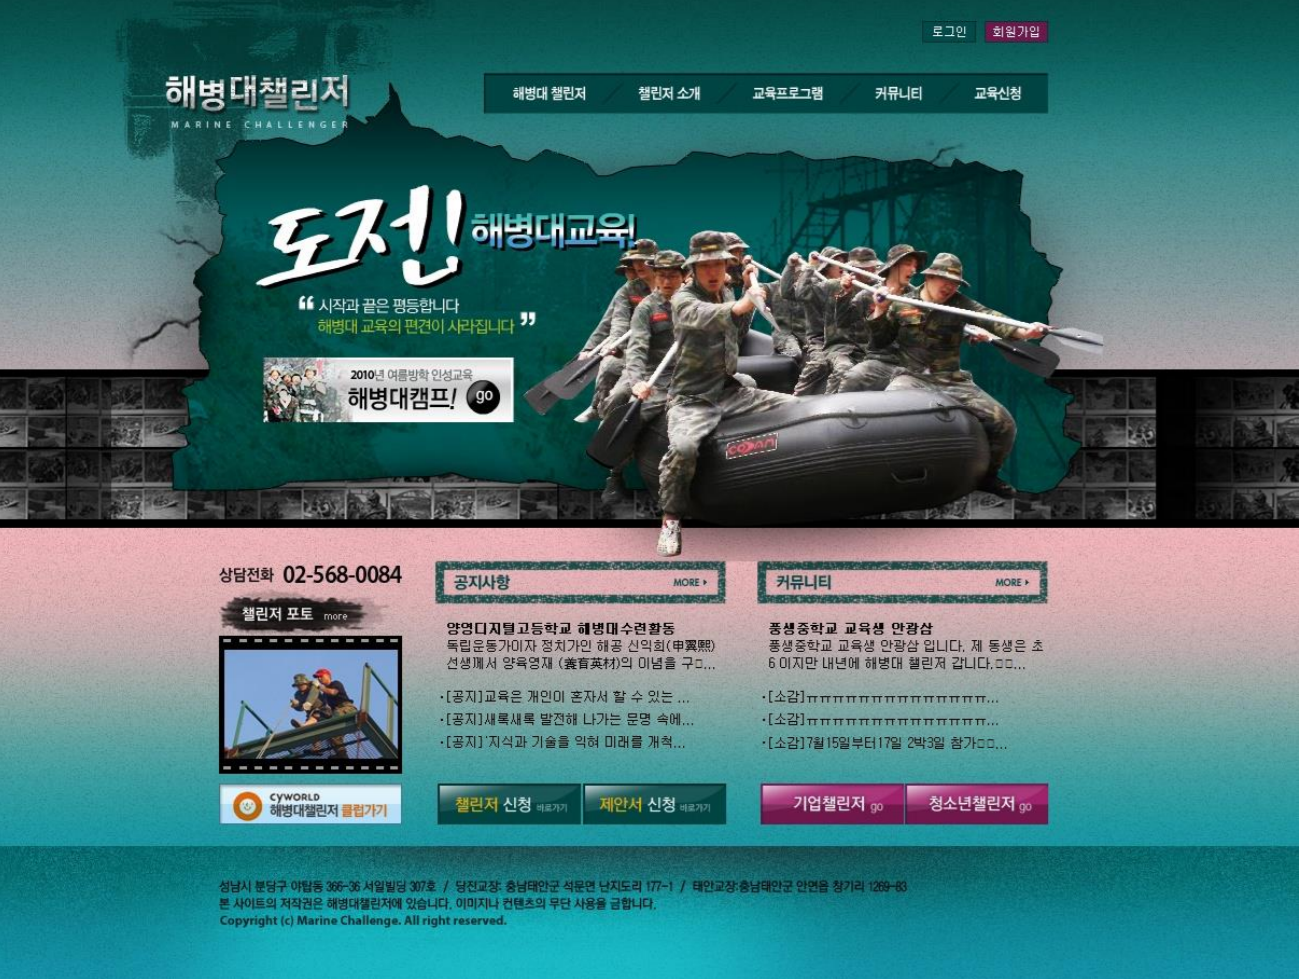 로그인 회원가입
해병대챌린저
MARINE CHALLENGER
해병대 챌린저 챌린저 소개 교육프로그램 커뮤니티 교육신청
도전! 해병대교육!
“ 시작과 끝은 평등합니다
해병대 교육의 편견이 사라집니다 ”
2010년 여름방학 인성교육
해병대캠프! go
상담전화 02-568-0084
챌린저 포토 more
CYWORLD
해병대챌린저 클럽가기
공지사항 MORE
양영디지털고등학교 해병대수련활동
독립운동가이자 정치가인 해공 신익희(申翼熙)
선생께서 양육영재 (養育英材)의 이념을 구□...
·[공지]교육은 개인이 혼자서 할 수 있는 ...
·[공지]새록새록 발전해 나가는 문명 속에...
·[공지]'지식과 기술을 익혀 미래를 개척...
챌린저 신청 바로가기 제안서 신청 바로가기
커뮤니티 MORE
풍생중학교 교육생 안광삼
풍생중학교 교육생 안광삼 입니다. 제 동생은 초
6 이지만 내년에 해병대 챌린저 갑니다.□□...
·[소감]ㅠㅠㅠㅠㅠㅠㅠㅠㅠㅠㅠㅠㅠㅠ...
·[소감]ㅠㅠㅠㅠㅠㅠㅠㅠㅠㅠㅠㅠㅠㅠ...
·[소감]7월15일부터17일 2박3일 참가□□...
기업챌린저 go 청소년챌린저 go
성남시 분당구 야탑동 366-36 서일빌딩 307호 / 당진교장: 충남태안군 석문면 난지도리 177-1 / 태안교장:충남태안군 안면읍 창기리 1269-83
본 사이트의 저작권은 해병대챌린저에 있습니다. 이미지나 컨텐츠의 무단 사용을 금합니다.
Copyright (c) Marine Challenge. All right reserved.